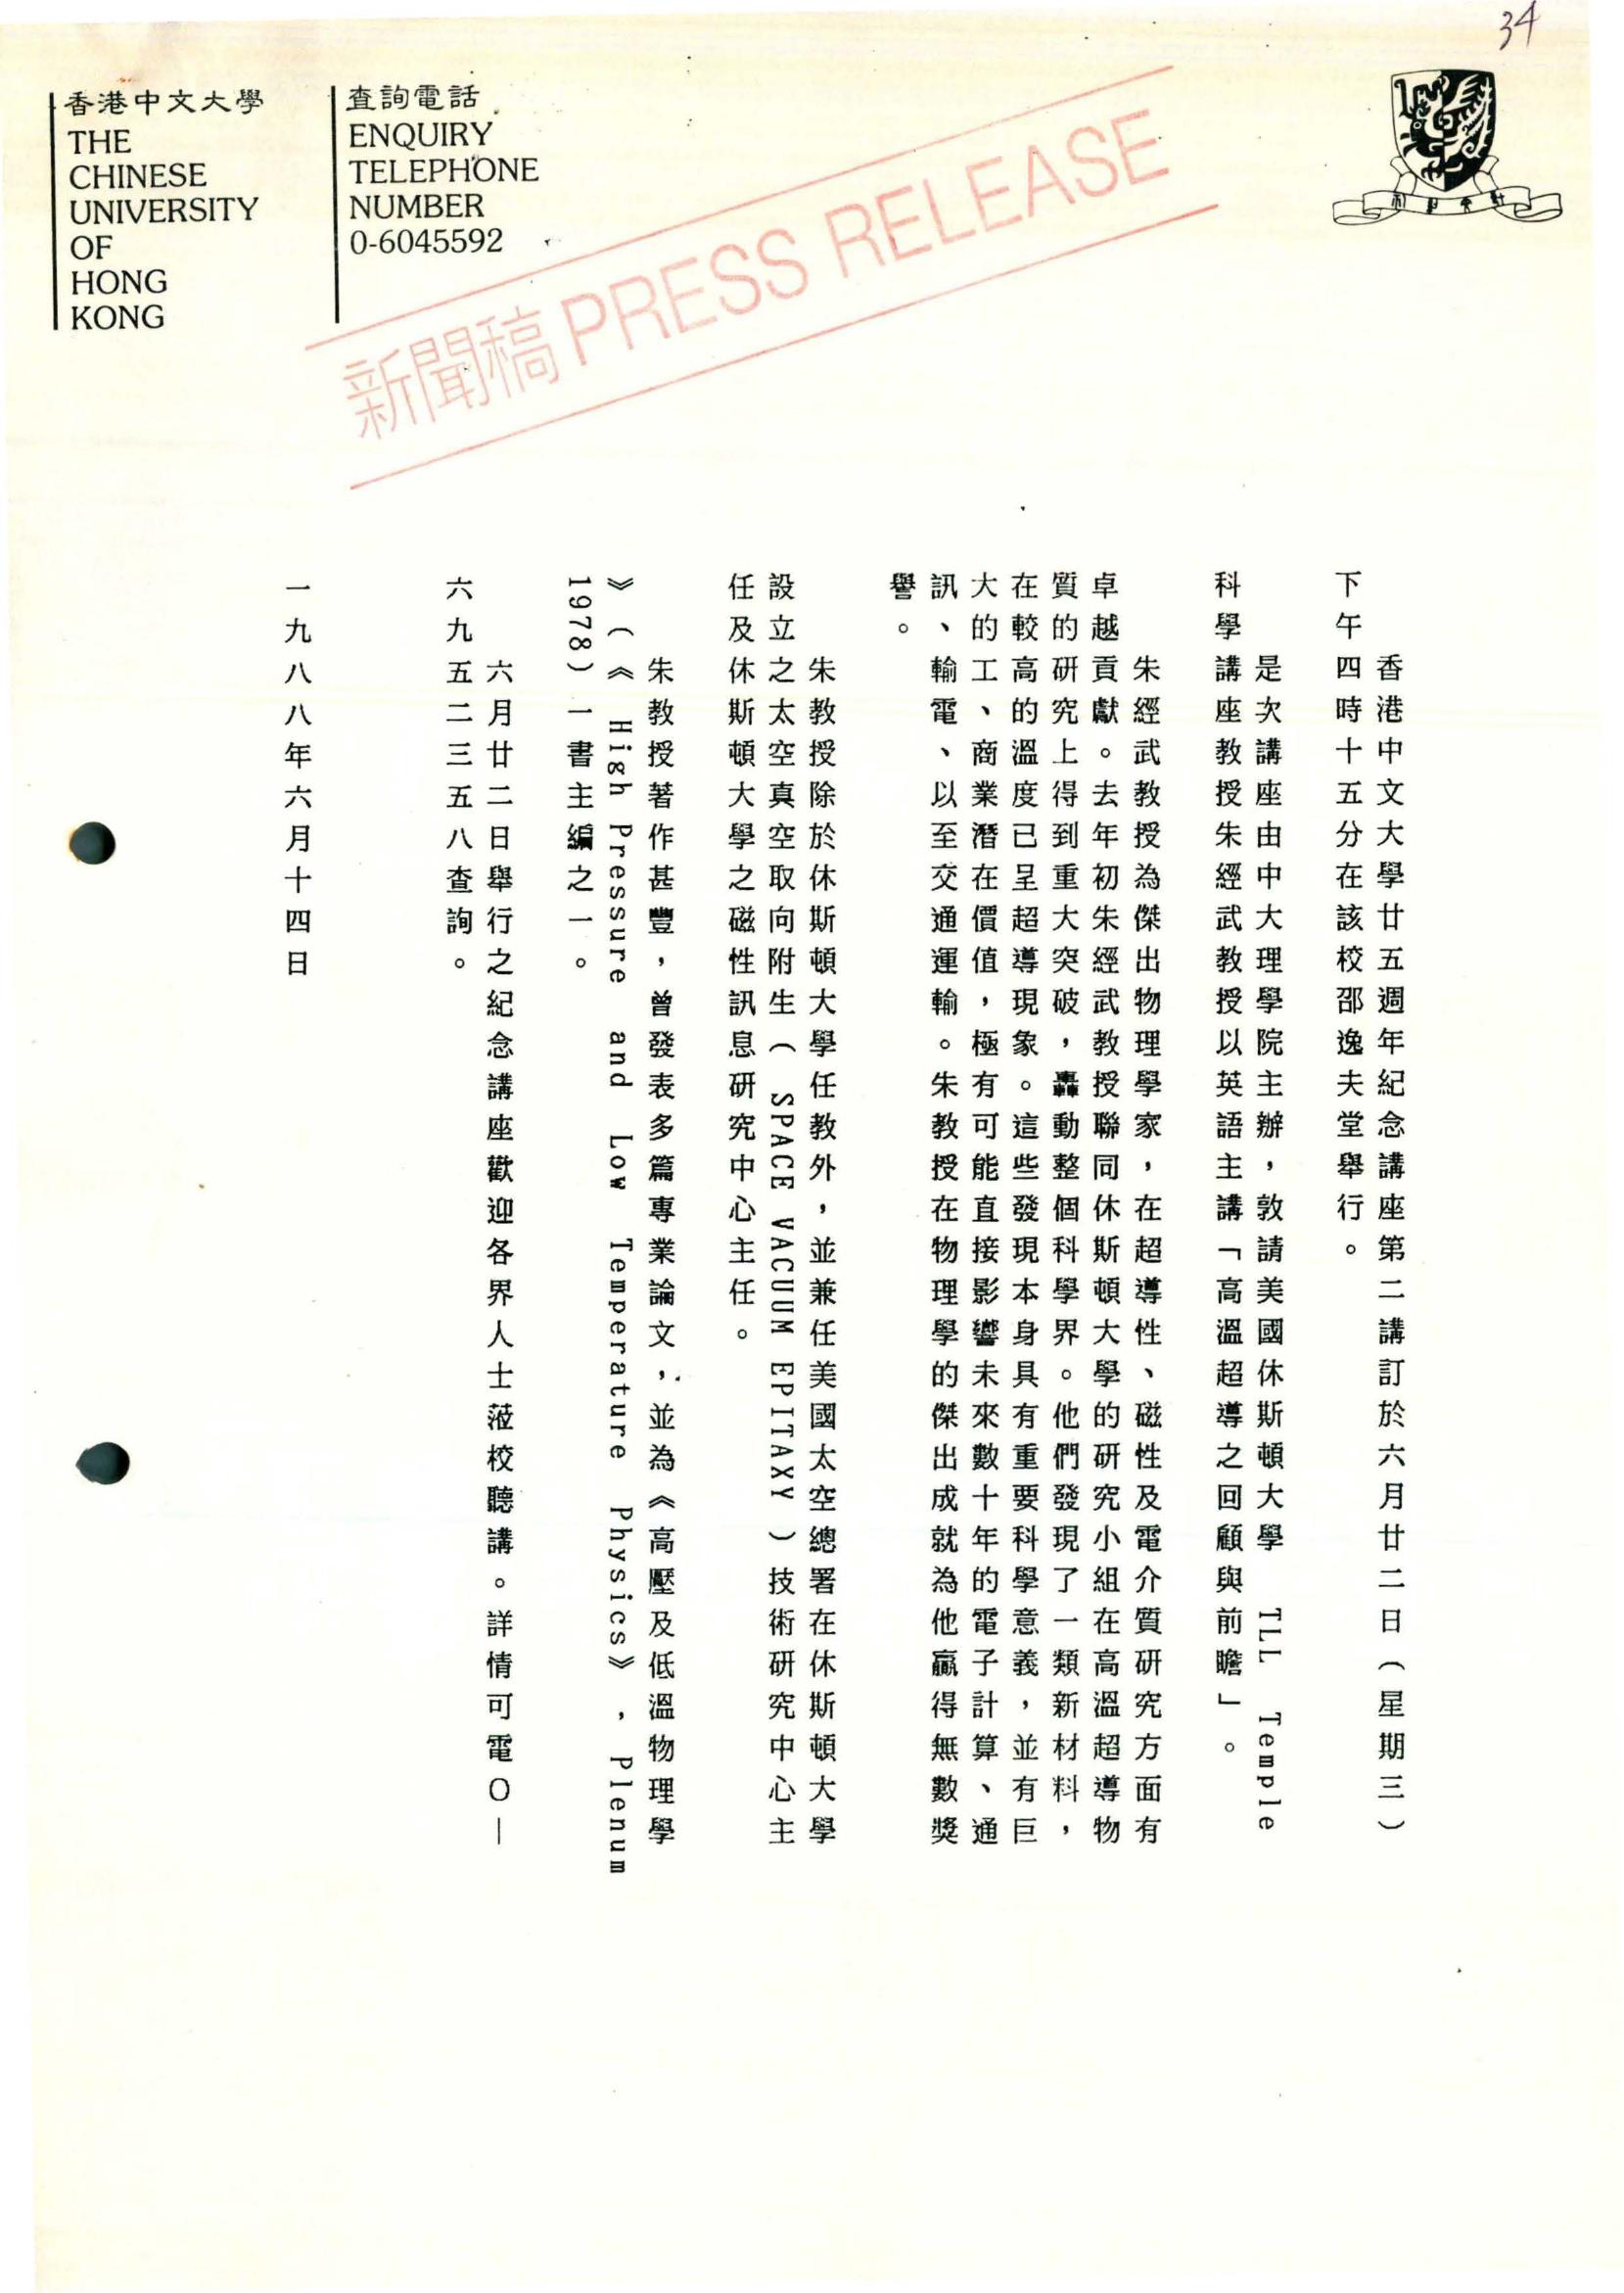 34
香港中文大學
THE
CHINESE
UNIVERSITY
OF
HONG
KONG
查詢電話
ENQUIRY
TELEPHONE
NUMBER
0-6045592
新聞稿 PRESS RELEASE
香港中文大學廿五週年紀念講座第二講訂於六月廿二日（星期三）
下午四時十五分在該校邵逸夫堂舉行。
是次講座由中大理學院主辦，敦請美國休斯頓大學 TLL Temple
科學講座教授朱經武教授以英語主講「高溫超導之回顧與前瞻」。
朱經武教授為傑出物理學家，在超導性、磁性及電介質研究方面有
卓越貢獻。去年初朱經武教授聯同休斯頓大學的研究小組在高溫超導物
質的研究上得到重大突破，轟動整個科學界。他們發現了一類新材料，
在較高的溫度已呈超導現象。這些發現本身具有重要科學意義，並有巨
大的工、商業潛在價值，極有可能直接影響未來數十年的電子計算、通
訊、輸電、以至交通運輸。朱教授在物理學的傑出成就為他贏得無數獎
譽。
朱教授除於休斯頓大學任教外，並兼任美國太空總署在休斯頓大學
設立之太空真空取向附生（ SPACE VACUUM EPITAXY ）技術研究中心主
任及休斯頓大學之磁性訊息研究中心主任。
朱教授著作甚豐，曾發表多篇專業論文，並為《高壓及低溫物理學
》（《 High Pressure and Low Temperature Physics》, Plenum
1978）一書主編之一。
六月廿二日舉行之紀念講座歡迎各界人士蒞校聽講。詳情可電〇－
六九五二三五八查詢。
一九八八年六月十四日